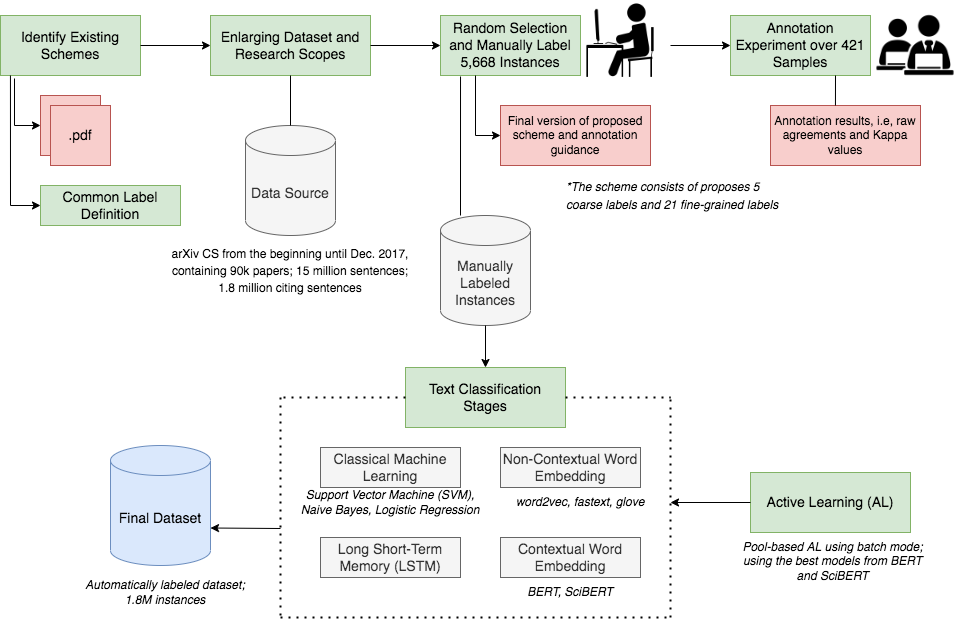 Identify Existing
Schemes
Enlarging Dataset and
Research Scopes
Random Selection
and Manually Label
5,668 Instances
Annotation
Experiment over 421
Samples
.pdf
Common Label
Definition
Data Source
arXiv CS from the beginning until Dec. 2017,
containing 90k papers; 15 million sentences;
1.8 million citing sentences
Final version of proposed
scheme and annotation
guidance
Annotation results, i.e, raw
agreements and Kappa
values
*The scheme consists of proposes 5
coarse labels and 21 fine-grained labels
Manually
Labeled
Instances
Text Classification
Stages
Classical Machine
Learning
Support Vector Machine (SVM),
Naive Bayes, Logistic Regression
Non-Contextual Word
Embedding
word2vec, fastext, glove
Long Short-Term
Memory (LSTM)
Contextual Word
Embedding
BERT, SciBERT
Active Learning (AL)
Pool-based AL using batch mode;
using the best models from BERT
and SciBERT
Final Dataset
Automatically labeled dataset;
1.8M instances